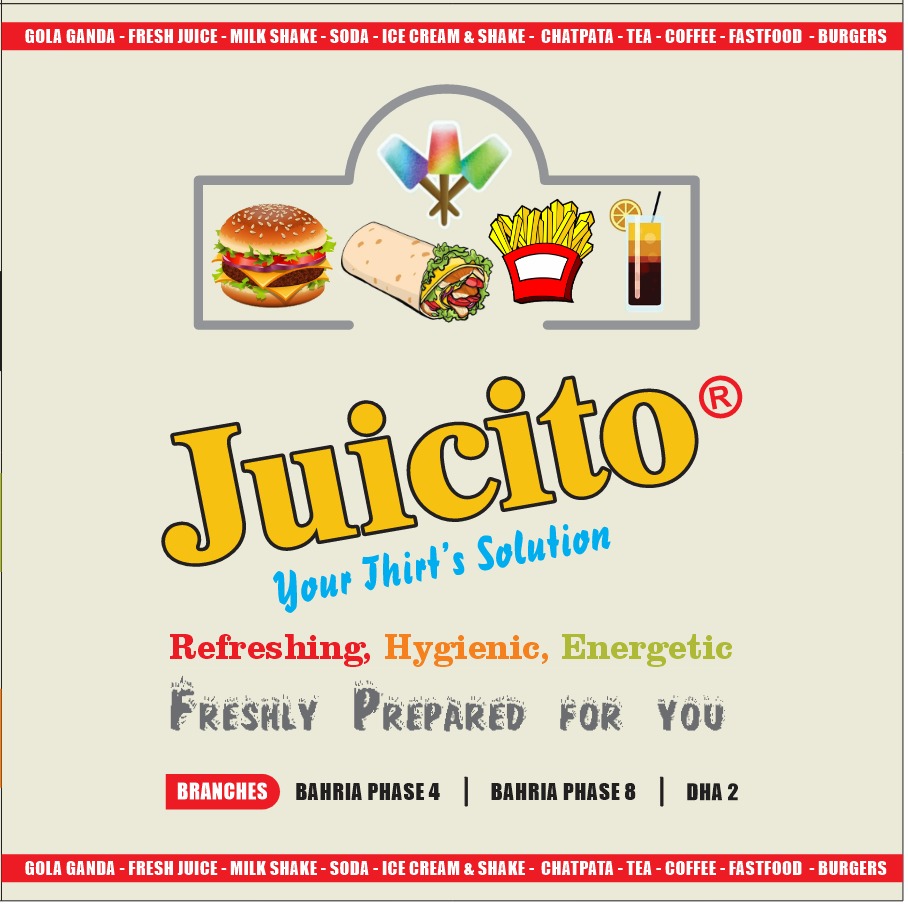 GOLA GANDA - FRESH JUICE - MILK SHAKE - SODA - ICE CREAM & SHAKE - CHATPATA - TEA - COFFEE - FASTFOOD - BURGERS
Juicito®
Your Thirt's Solution
Refreshing, Hygienic, Energetic
FRESHLY PREPARED FOR YOU
BRANCHES BAHRIA PHASE 4 | BAHRIA PHASE 8 | DHA 2
GOLA GANDA - FRESH JUICE - MILK SHAKE - SODA - ICE CREAM & SHAKE - CHATPATA - TEA - COFFEE - FASTFOOD - BURGERS